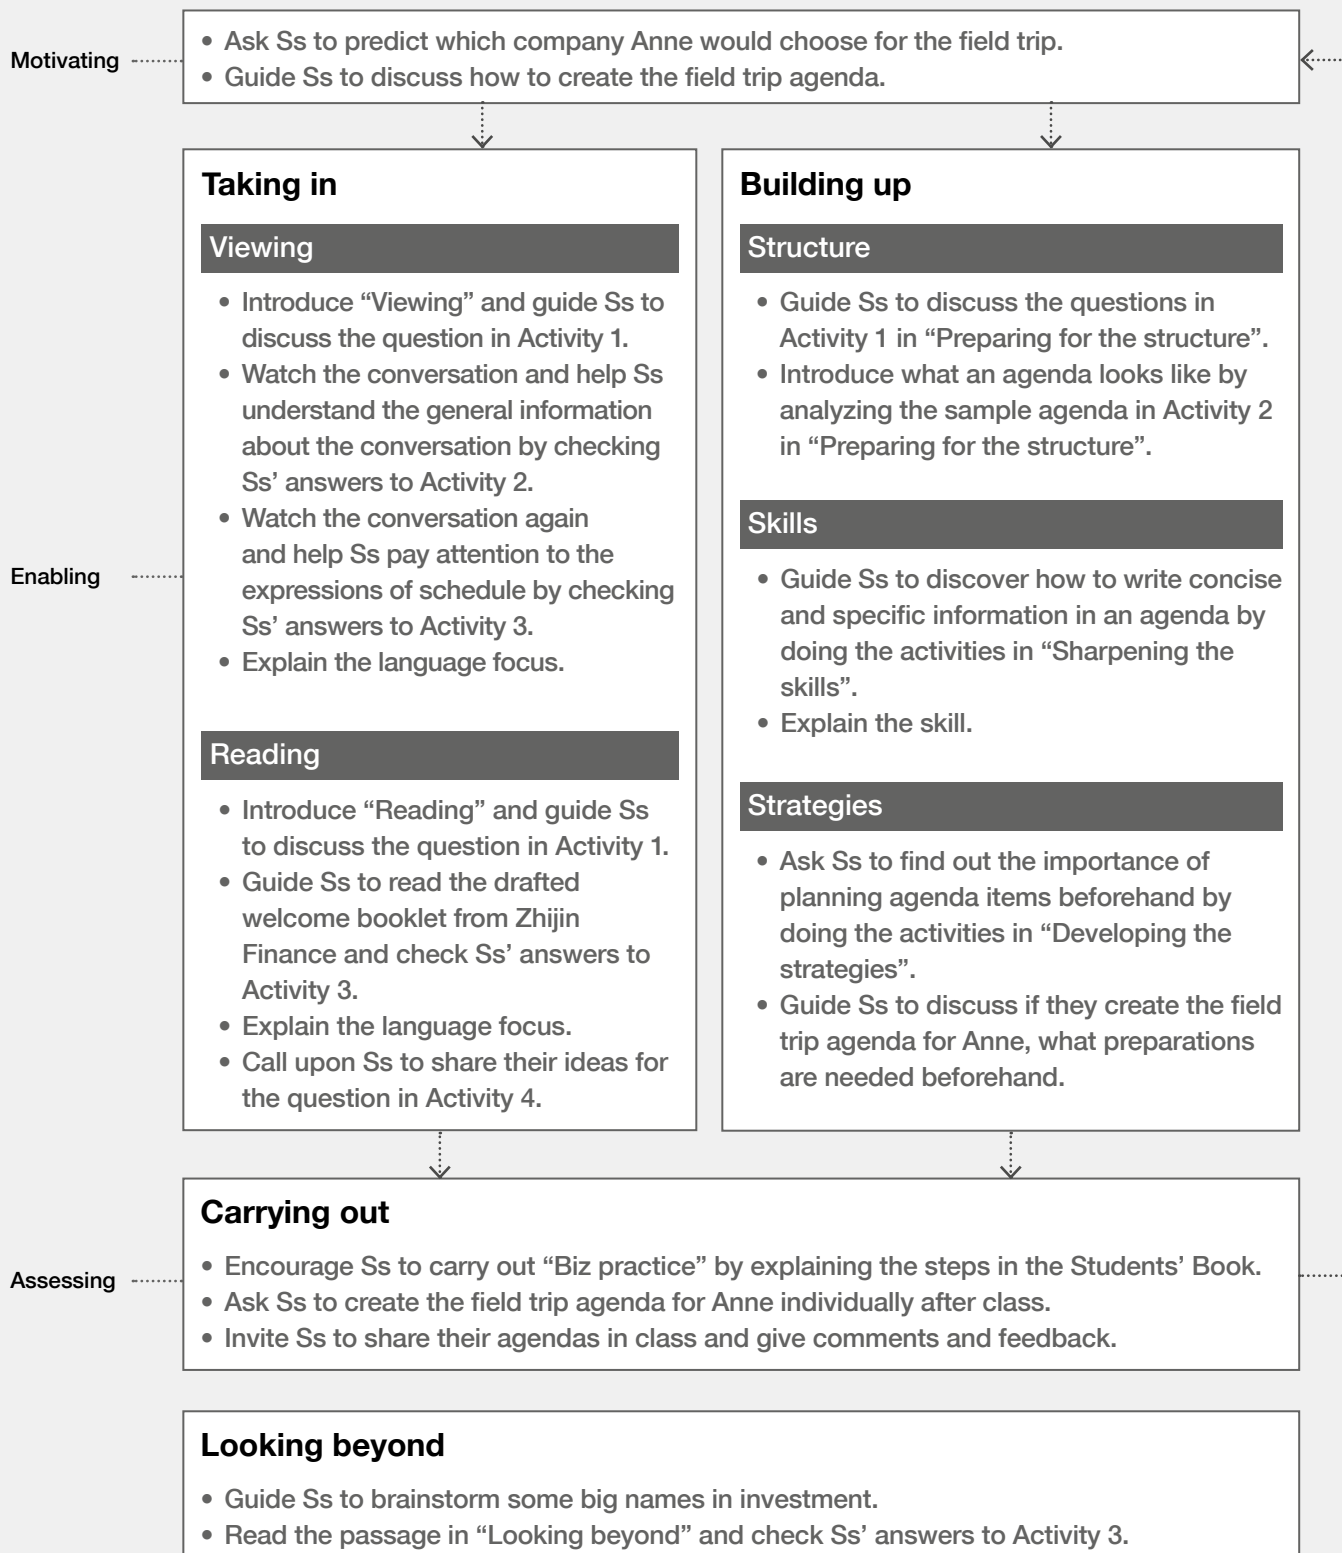 Motivating
• Ask Ss to predict which company Anne would choose for the field trip.
• Guide Ss to discuss how to create the field trip agenda.
Enabling
Taking in
Viewing
• Introduce “Viewing” and guide Ss to
discuss the question in Activity 1.
• Watch the conversation and help Ss
understand the general information
about the conversation by checking
Ss’ answers to Activity 2.
• Watch the conversation again
and help Ss pay attention to the
expressions of schedule by checking
Ss’ answers to Activity 3.
• Explain the language focus.
Reading
• Introduce “Reading” and guide Ss
to discuss the question in Activity 1.
• Guide Ss to read the drafted
welcome booklet from Zhijin
Finance and check Ss’ answers to
Activity 3.
• Explain the language focus.
• Call upon Ss to share their ideas for
the question in Activity 4.
Building up
Structure
• Guide Ss to discuss the questions in
Activity 1 in “Preparing for the structure”.
• Introduce what an agenda looks like by
analyzing the sample agenda in Activity 2
in “Preparing for the structure”.
Skills
• Guide Ss to discover how to write concise
and specific information in an agenda by
doing the activities in “Sharpening the
skills”.
• Explain the skill.
Strategies
• Ask Ss to find out the importance of
planning agenda items beforehand by
doing the activities in “Developing the
strategies”.
• Guide Ss to discuss if they create the field
trip agenda for Anne, what preparations
are needed beforehand.
Assessing
Carrying out
• Encourage Ss to carry out “Biz practice” by explaining the steps in the Students’ Book.
• Ask Ss to create the field trip agenda for Anne individually after class.
• Invite Ss to share their agendas in class and give comments and feedback.
Looking beyond
• Guide Ss to brainstorm some big names in investment.
• Read the passage in “Looking beyond” and check Ss’ answers to Activity 3.